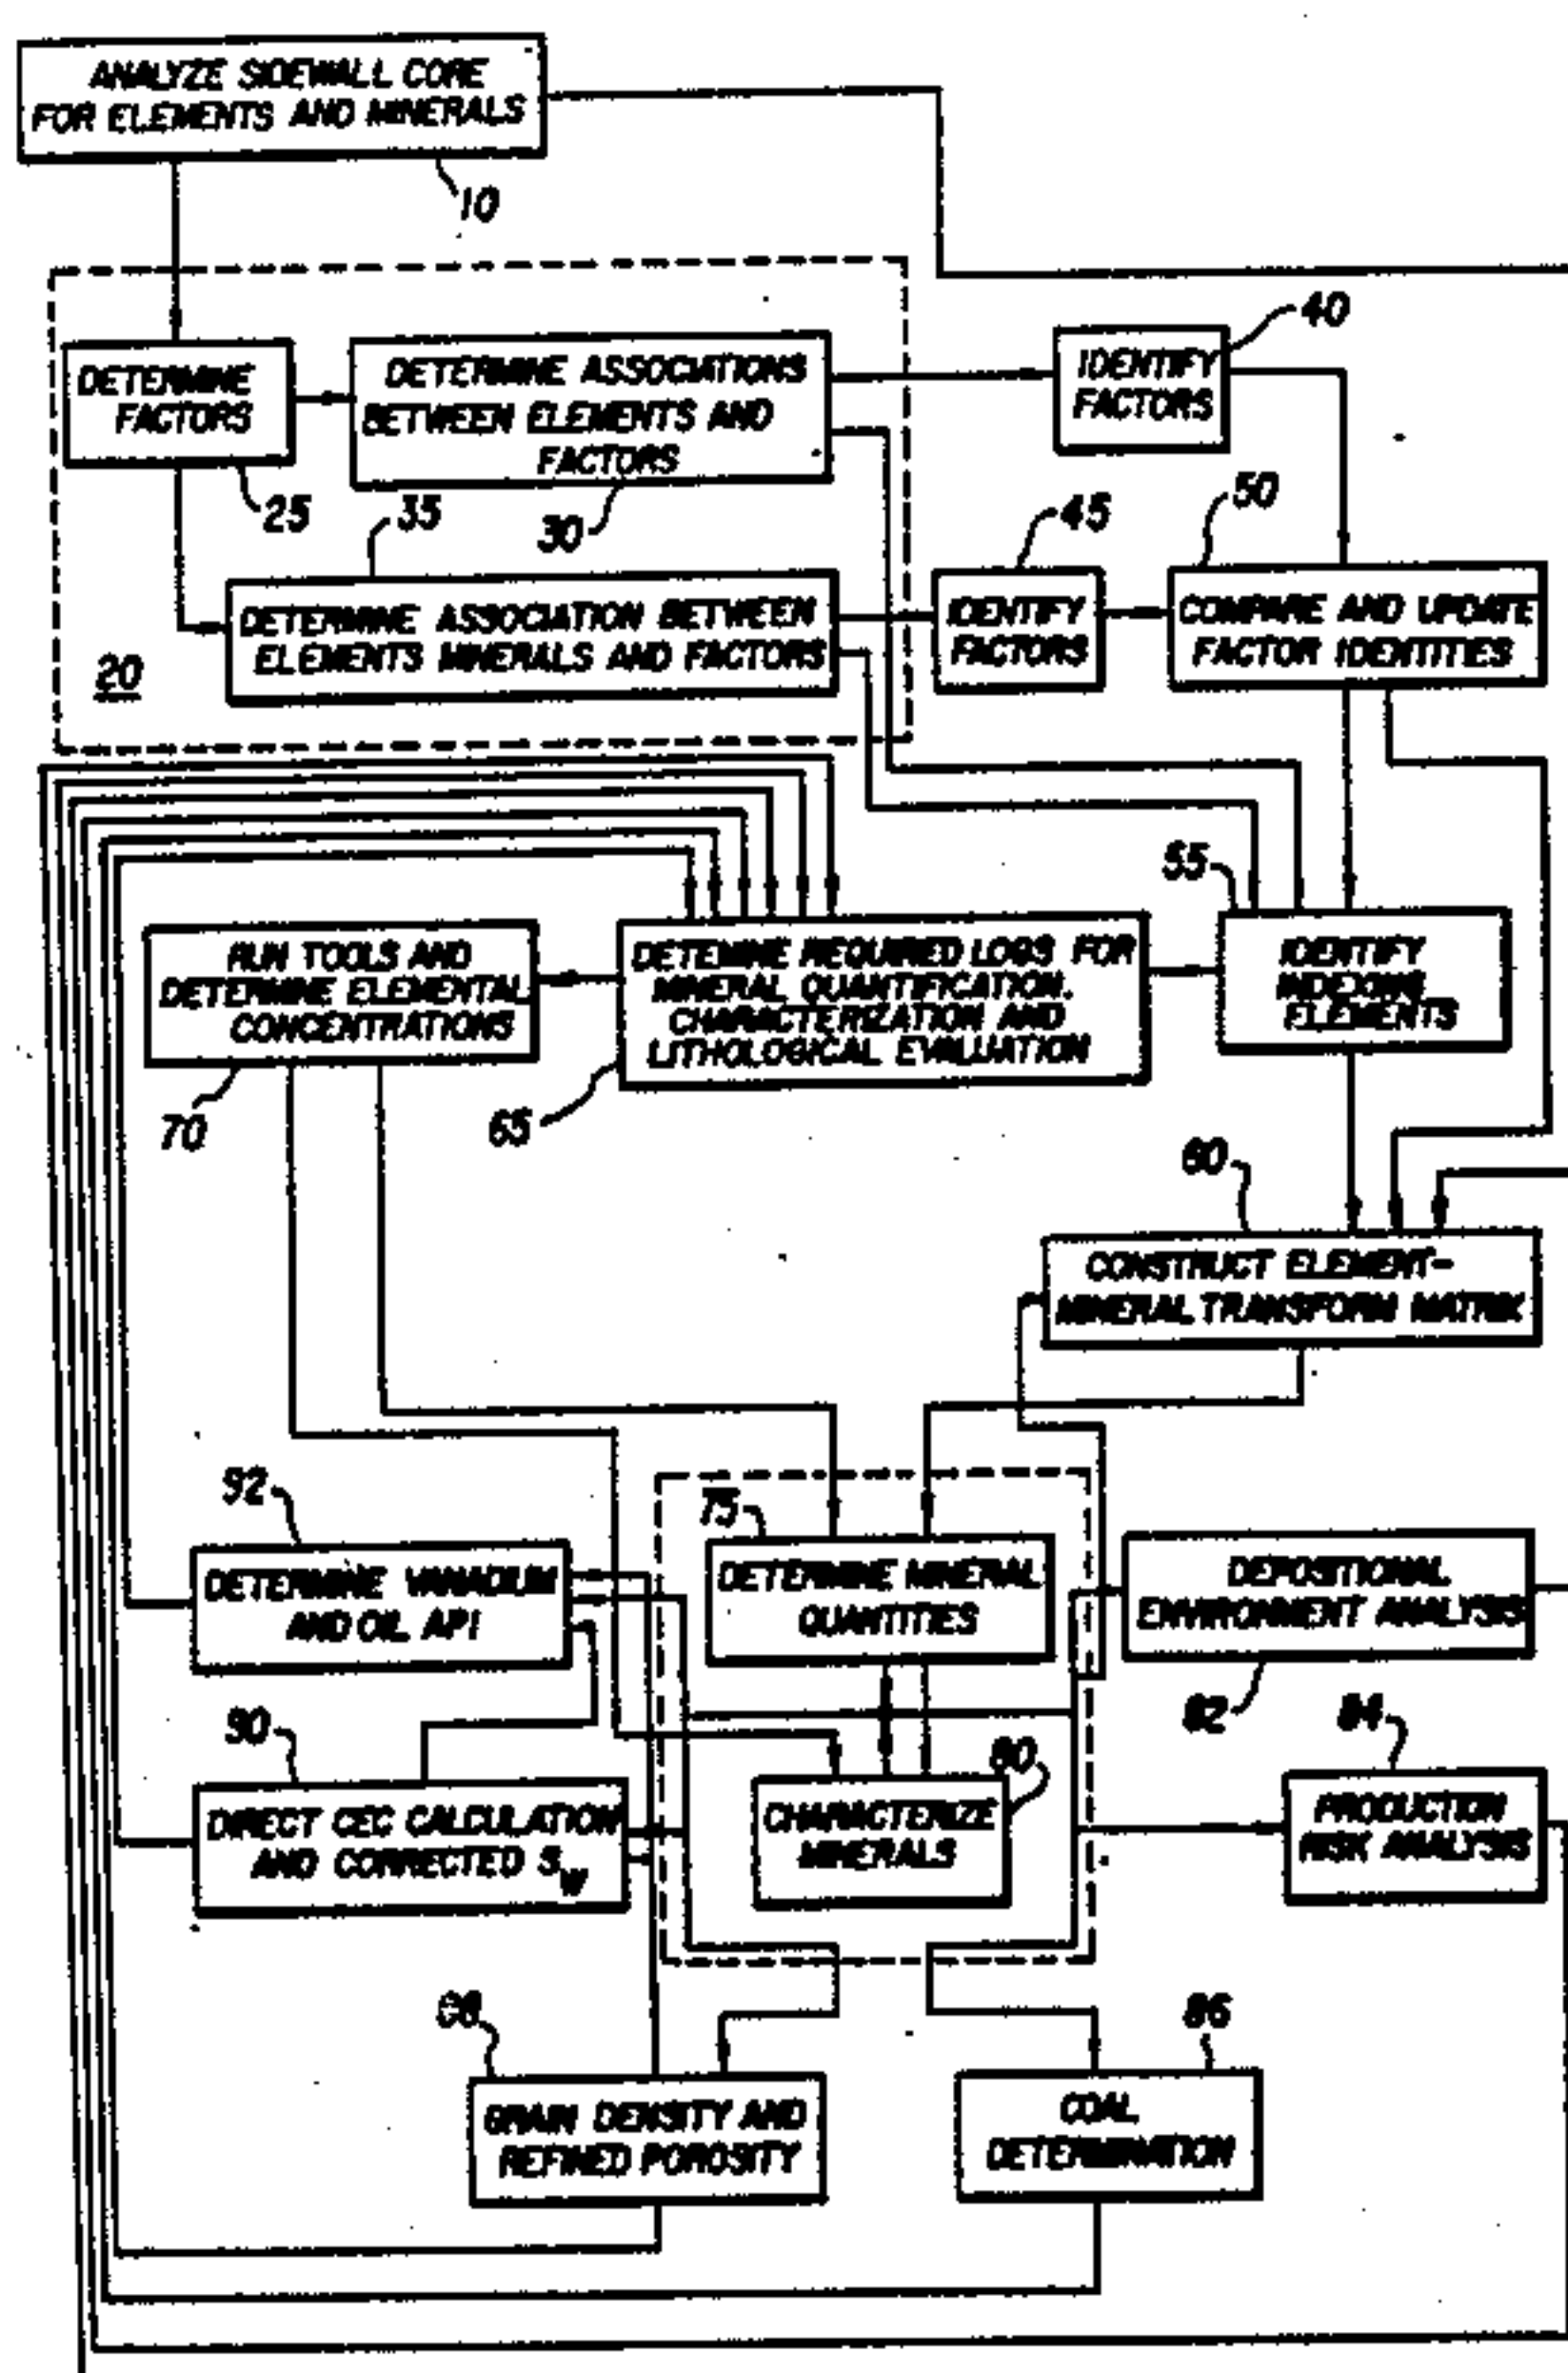 ANALYZE SIDEWALL CORE
FOR ELEMENTS AND MINERALS
10
40
DETERMINE
FACTORS
DETERMINE ASSOCIATIONS
BETWEEN ELEMENTS AND
FACTORS
IDENTIFY
FACTORS
25
35
30
45
50
DETERMINE ASSOCIATION BETWEEN
ELEMENTS MINERALS AND FACTORS
IDENTIFY
FACTORS
COMPARE AND UPDATE
FACTOR IDENTITIES
20
55
RUN TOOLS AND
DETERMINE ELEMENTAL
CONCENTRATIONS
DETEMINE REQUIRED LOGS FOR
MINERAL QUANTIFICATION,
CHARACTERIZATION AND
LITHOLOGICAL EVALUATION
IDENTIFY
INDEXING
ELEMENTS
70
65
60
CONSTRUCT ELEMENT-
MINERAL TRANSFORM MATRIX
92
75
DETERMINE VANADIUM
AND OIL API
DETERMINE MINERAL
QUANTITIES
DEPOSITIONAL
ENVIRONMENT ANALYSIS
82
84
90
80
DIRECT CEC CALCULATION
AND CORRECTED SW
CHARACTERIZE
MINERALS
PRODUCTION
RISK ANALYSIS
88
86
GRAIN DENSITY AND
REFINED POROSITY
COAL
DETERMINATION